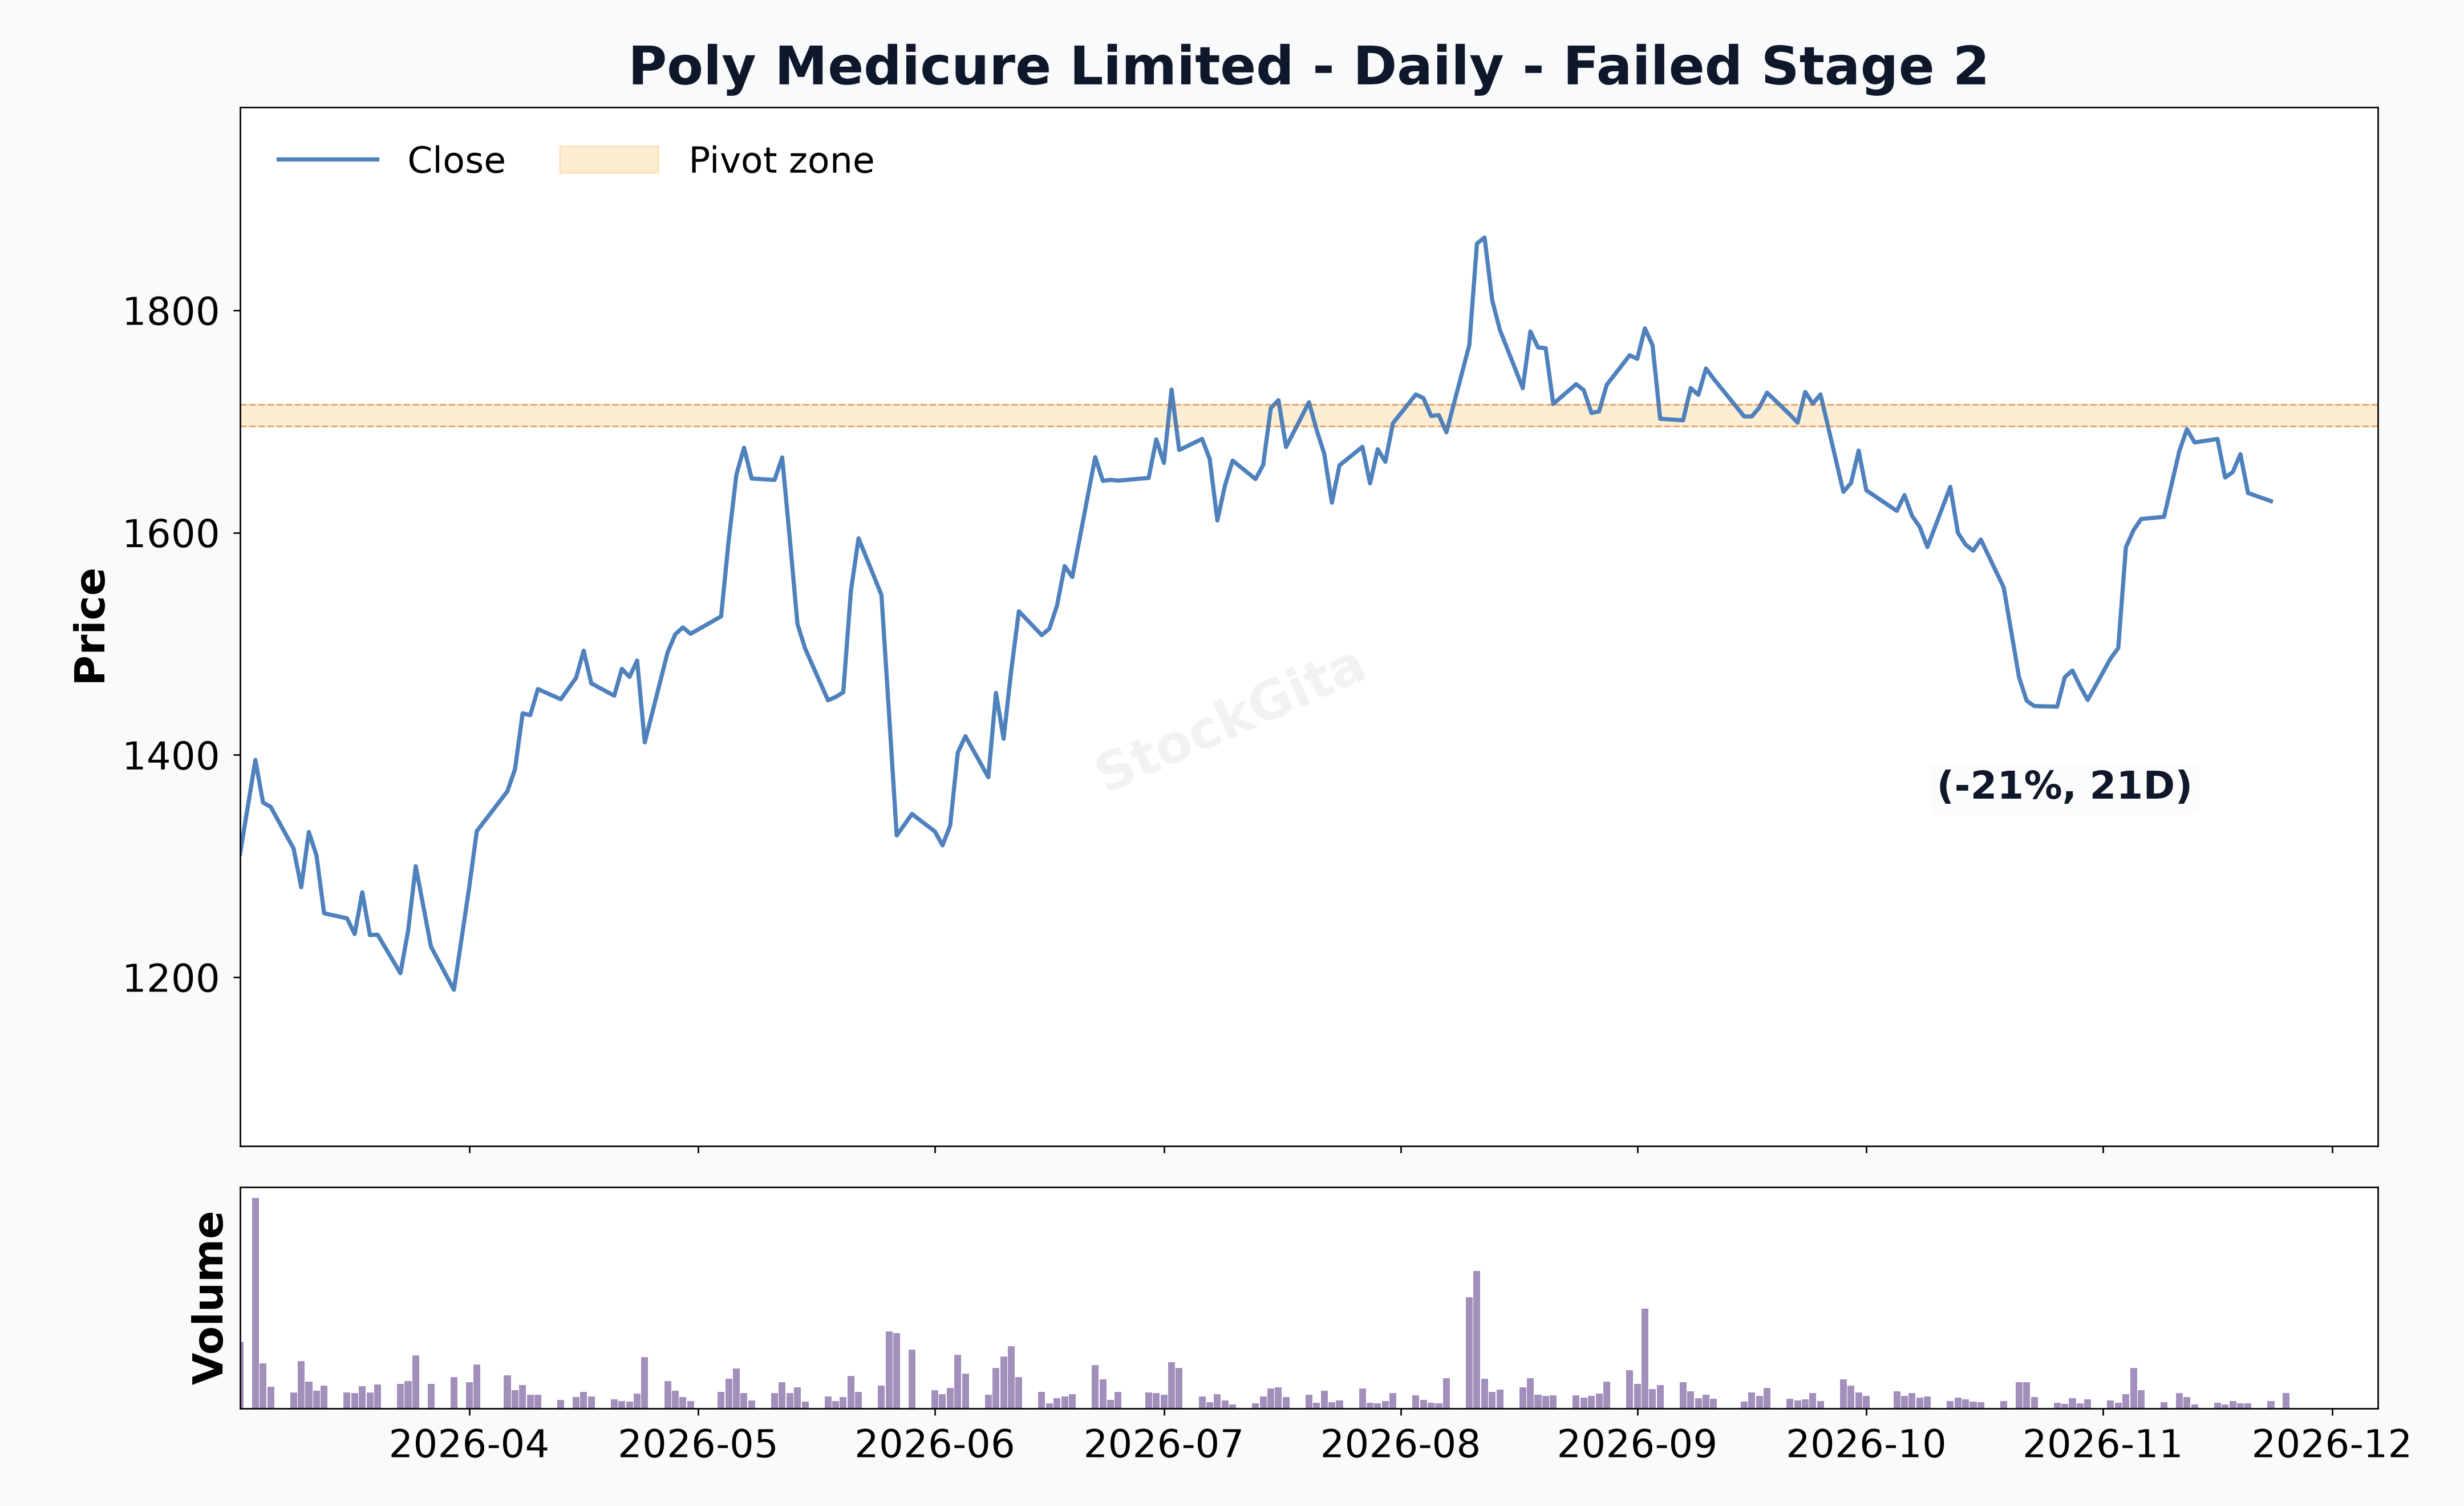 Poly Medicure Limited - Daily - Failed Stage 2
Close
Pivot zone
1800
1600
1400
1200
Price
StockGita
(-21%, 21D)
Volume
2026-04
2026-05
2026-06
2026-07
2026-08
2026-09
2026-10
2026-11
2026-12